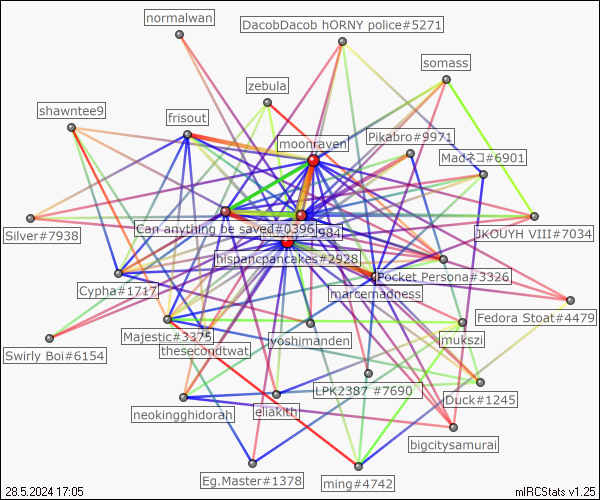 normalwan
DacobDacob hORNY police#5271
somass
zebula
shawntee9
frisout
moonraven
Pikabro#9971
Madネコ#6901
Silver#7938
Can anything be saved#0396
984
JKOUYH VIII#7034
hispancpancakes#2928
Pocket Persona#3326
Cypha#1717
marcemadness
Fedora Stoat#4479
Majestic#3375
yoshimanden
mukszi
thesecondtwat
Swirly Boi#6154
LPK2387 #7690
Duck#1245
neokingghidorah
eliakith
bigcitysamurai
Eg.Master#1378
ming#4742
28.5.2024 17:05
mIRCStats v1.25